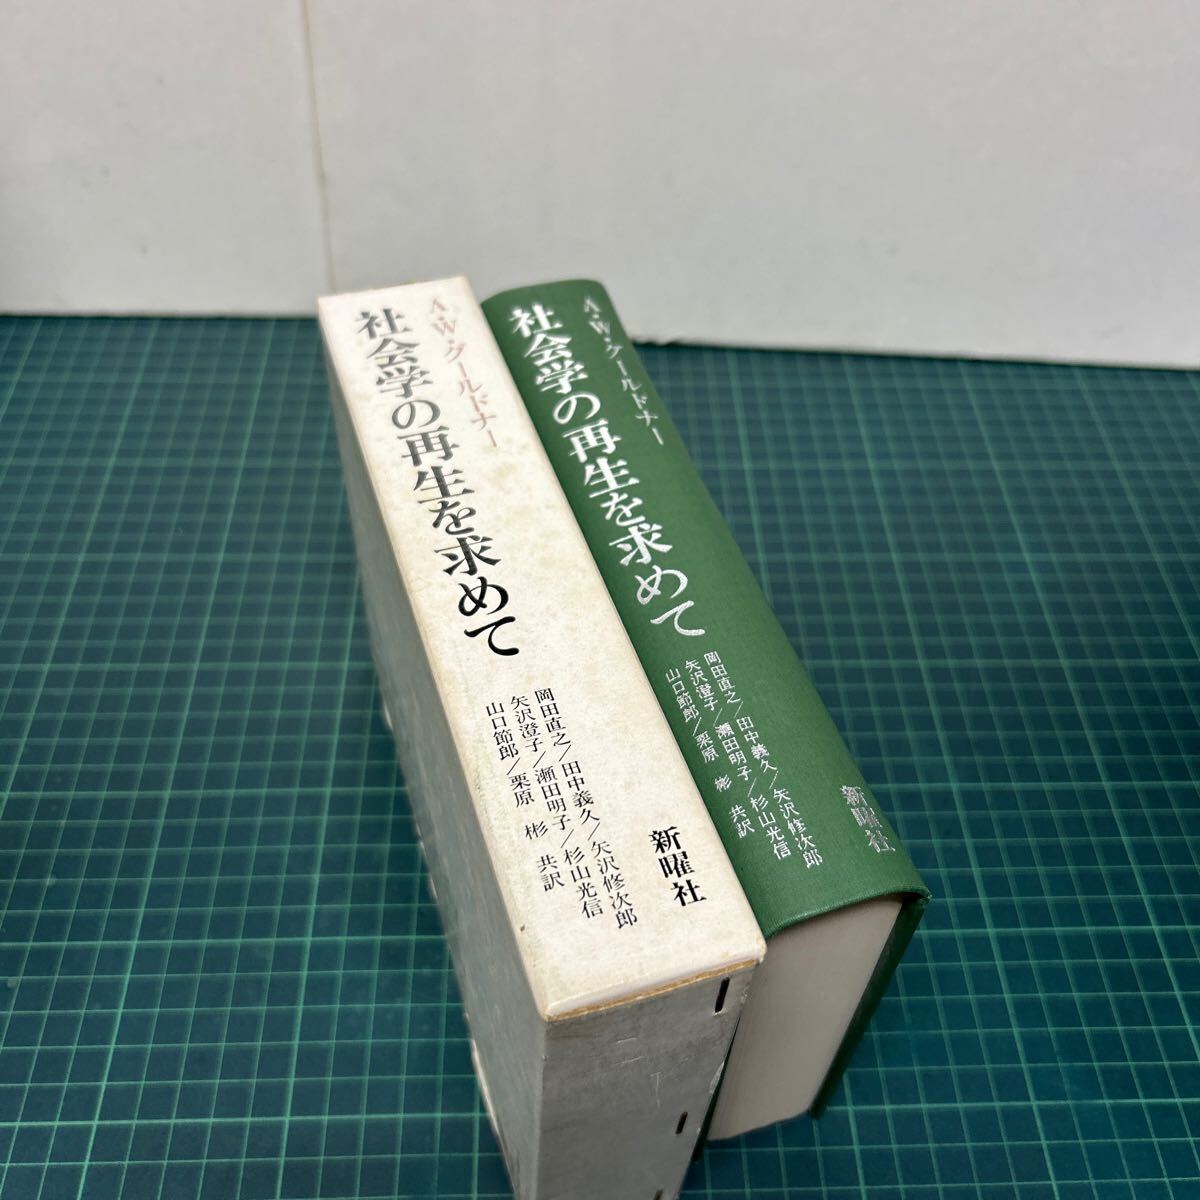 A・W・グールドナー
社会学の再生を求めて
岡田直之／田中義久／矢沢修次郎
矢沢澄子／瀬田明子／杉山光信
山口節郎／栗原 彬 共訳
新曜社
A・W・グールドナー
社会学の再生を求めて
岡田直之／田中義久／矢沢修次郎
矢沢澄子／瀬田明子／杉山光信
山口節郎／栗原 彬 共訳
新曜社